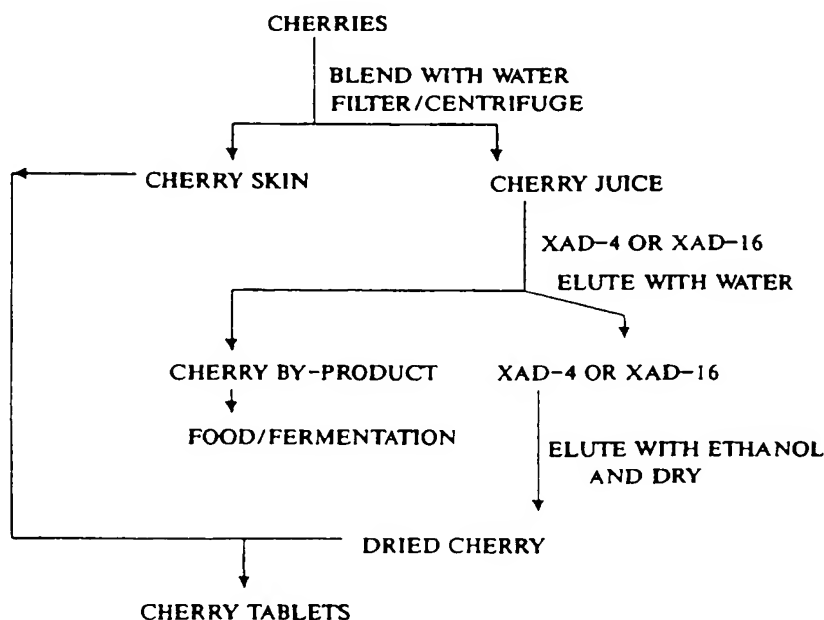 CHERRIES
BLEND WITH WATER
FILTER/CENTRIFUGE
CHERRY SKIN
CHERRY JUICE
XAD-4 OR XAD-16
ELUTE WITH WATER
CHERRY BY-PRODUCT
XAD-4 OR XAD-16
FOOD/FERMENTATION
ELUTE WITH ETHANOL
AND DRY
DRIED CHERRY
CHERRY TABLETS